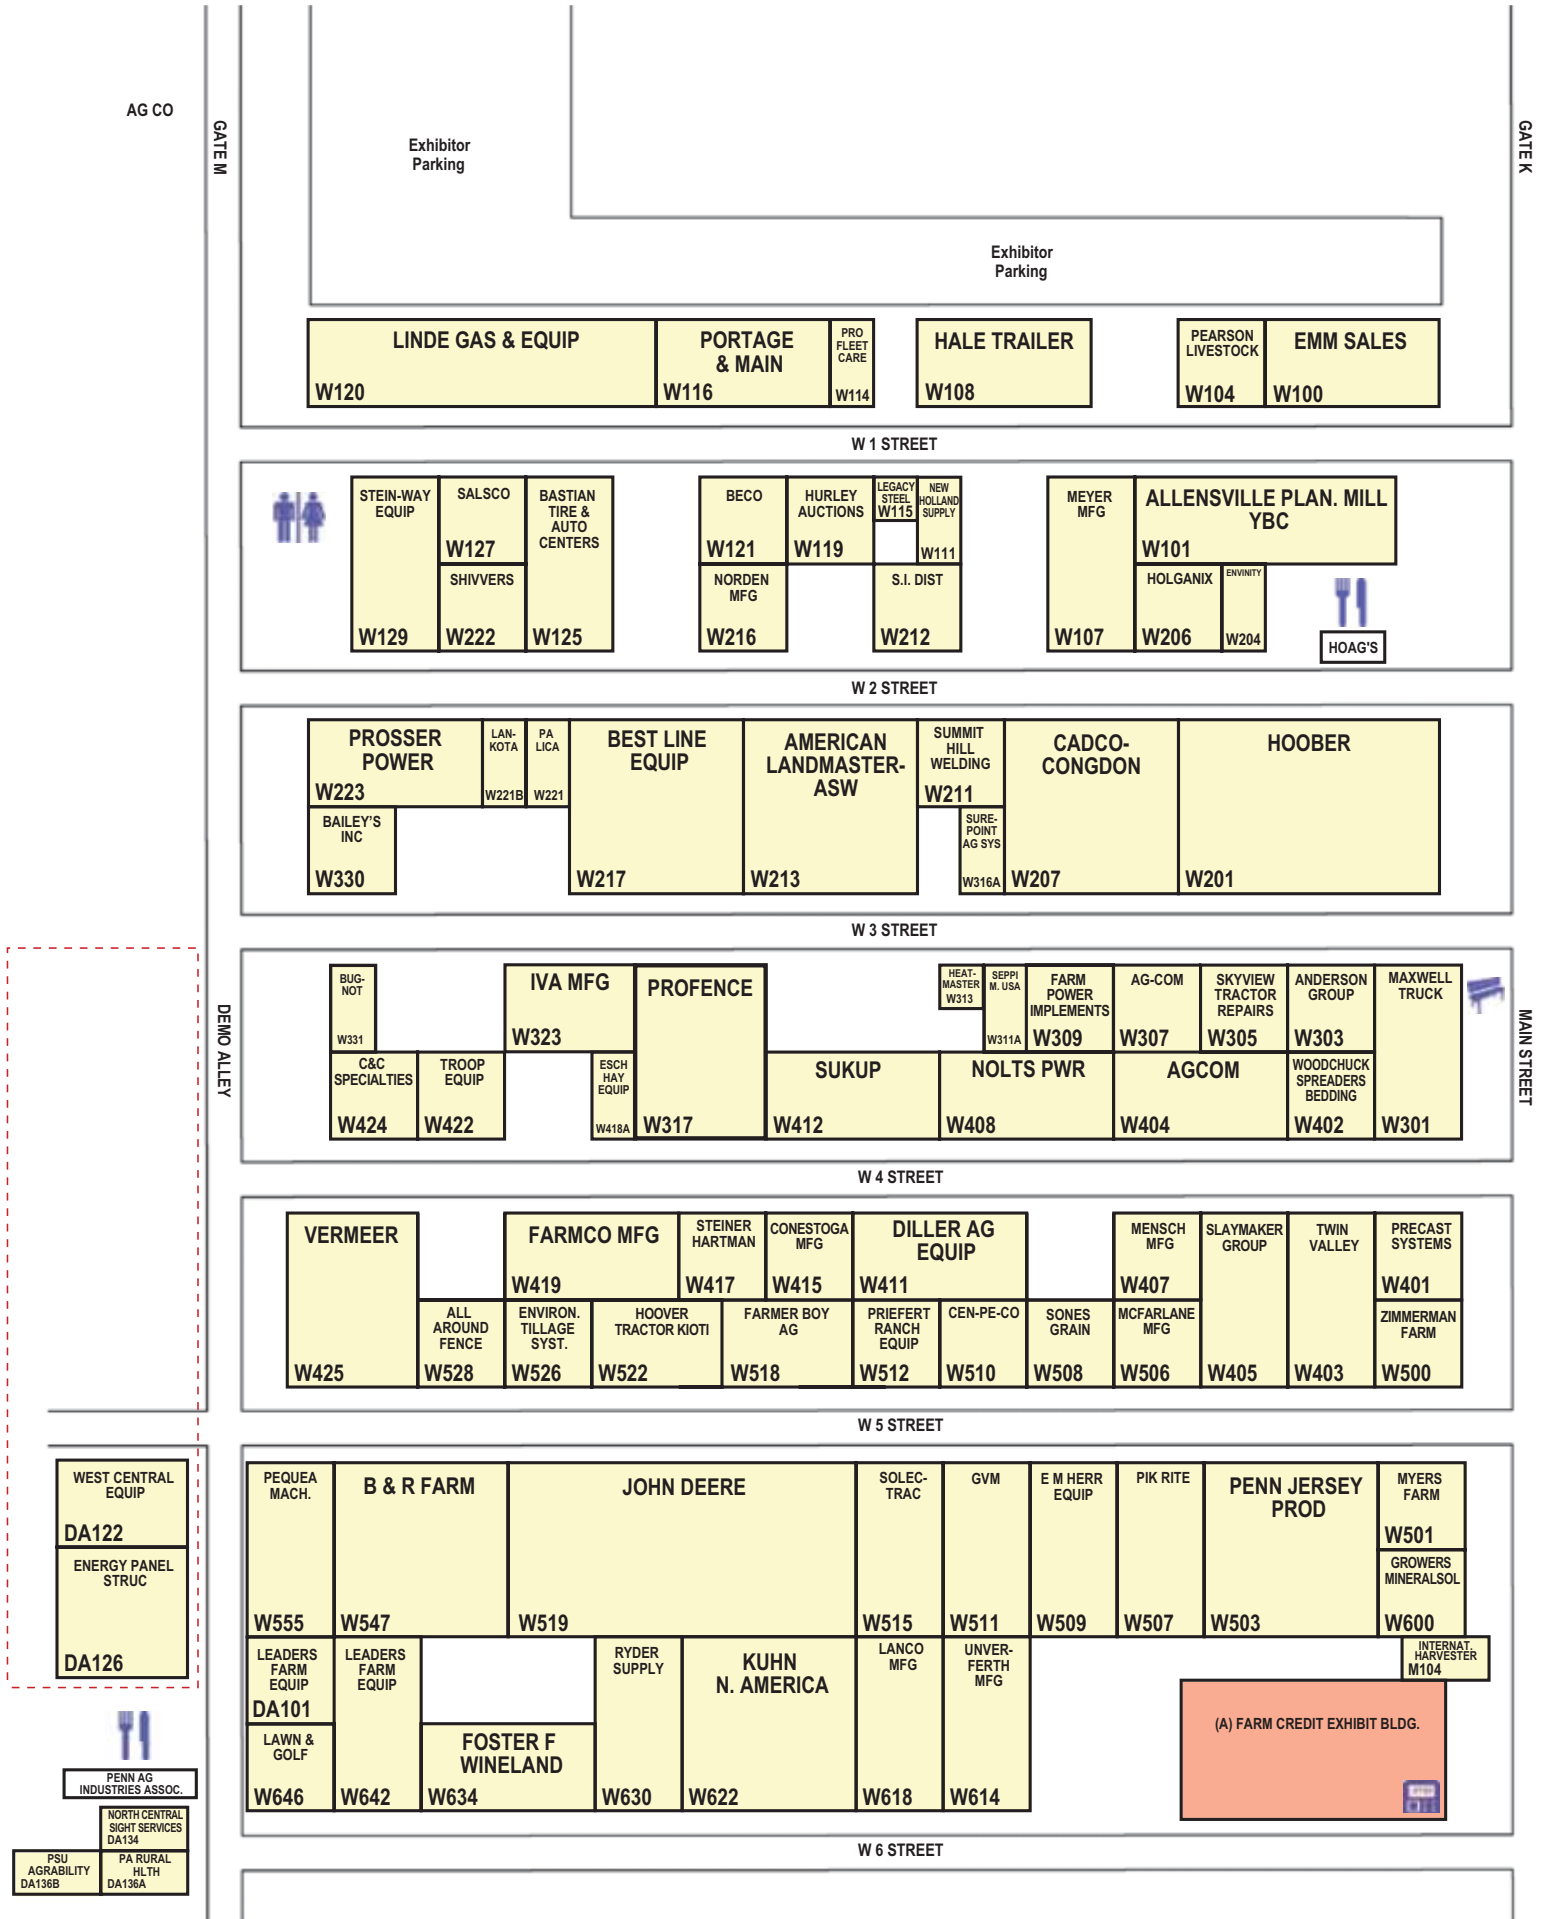 AG CO
GATE M
GATE K
Exhibitor
Parking
Exhibitor
Parking
LINDE GAS & EQUIP
W120
PORTAGE
& MAIN
W116
PRO
FLEET
CARE
W114
HALE TRAILER
W108
PEARSON
LIVESTOCK
W104
EMM SALES
W100
W 1 STREET
STEIN-WAY
EQUIP
W129
SALSCO
W127
SHIVVERS
W222
BASTIAN
TIRE &
AUTO
CENTERS
W125
BECO
W121
HURLEY
AUCTIONS
W119
LEGACY
STEEL
W115
NEW
HOLLAND
SUPPLY
W111
NORDEN
MFG
W216
S.I. DIST
W212
MEYER
MFG
W107
ALLENSVILLE PLAN. MILL
YBC
W101
HOLGANIX
W206
ENVINITY
W204
HOAG'S
W 2 STREET
PROSSER
POWER
W223
LAN-
KOTA
W221B
PA
LICA
W221
BEST LINE
EQUIP
W217
AMERICAN
LANDMASTER-
ASW
W213
SUMMIT
HILL
WELDING
W211
CADCO-
CONGDON
W207
HOOBER
W201
BAILEY'S
INC
W330
SURE-
POINT
AG SYS
W316A
W 3 STREET
DEMO ALLEY
MAIN STREET
BUG-
NOT
W331
IVA MFG
W323
PROFENCE
W317
HEAT-
MASTER
W313
SEPPI
M. USA
W311A
FARM
POWER
IMPLEMENTS
W309
AG-COM
W307
SKYVIEW
TRACTOR
REPAIRS
W305
ANDERSON
GROUP
W303
MAXWELL
TRUCK
W301
C&C
SPECIALTIES
W424
TROOP
EQUIP
W422
ESCH
HAY
EQUIP
W418A
SUKUP
W412
NOLTS PWR
W408
AGCOM
W404
WOODCHUCK
SPREADERS
BEDDING
W402
W 4 STREET
VERMEER
W425
FARMCO MFG
W419
STEINER
HARTMAN
W417
CONESTOGA
MFG
W415
DILLER AG
EQUIP
W411
MENSCH
MFG
W407
SLAYMAKER
GROUP
W405
TWIN
VALLEY
W403
PRECAST
SYSTEMS
W401
ALL
AROUND
FENCE
W528
ENVIRON.
TILLAGE
SYST.
W526
HOOVER
TRACTOR KIOTI
W522
FARMER BOY
AG
W518
PRIEFERT
RANCH
EQUIP
W512
CEN-PE-CO
W510
SONES
GRAIN
W508
MCFARLANE
MFG
W506
ZIMMERMAN
FARM
W500
W 5 STREET
WEST CENTRAL
EQUIP
DA122
ENERGY PANEL
STRUC
DA126
PEQUEA
MACH.
W555
B & R FARM
W547
JOHN DEERE
W519
SOLEC-
TRAC
W515
GVM
W511
E M HERR
EQUIP
W509
PIK RITE
W507
PENN JERSEY
PROD
W503
MYERS
FARM
W501
GROWERS
MINERALSOL
W600
LEADERS
FARM
EQUIP
DA101
LEADERS
FARM
EQUIP
W642
RYDER
SUPPLY
W630
KUHN
N. AMERICA
W622
LANCO
MFG
W618
UNVER-
FERTH
MFG
W614
INTERNAT.
HARVESTER
M104
LAWN &
GOLF
W646
FOSTER F
WINELAND
W634
(A) FARM CREDIT EXHIBIT BLDG.
PENN AG
INDUSTRIES ASSOC.
NORTH CENTRAL
SIGHT SERVICES
DA134
PSU
AGRABILITY
DA136B
PA RURAL
HLTH
DA136A
W 6 STREET